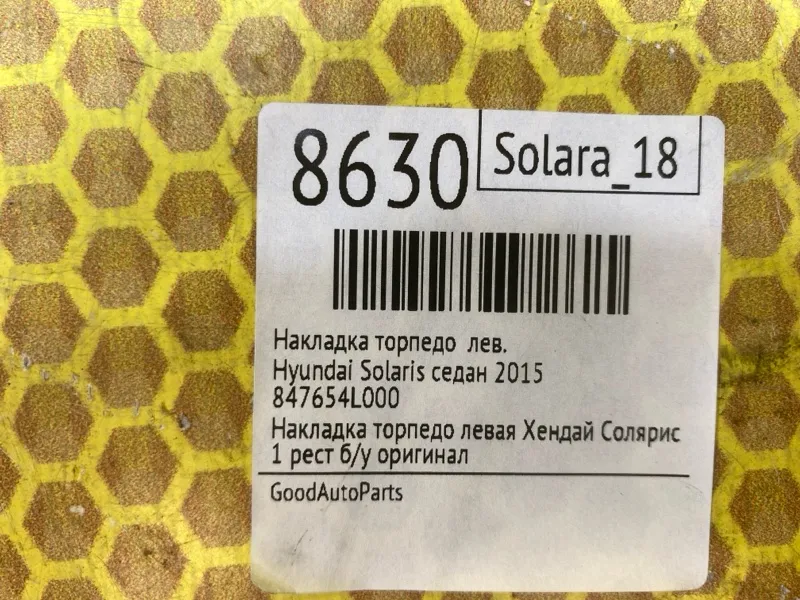 8630
Solara_18
Накладка торпедо лев.
Hyundai Solaris седан 2015
847654L000
Накладка торпедо левая Хендай Солярис
1 рест б/у оригинал
GoodAutoParts